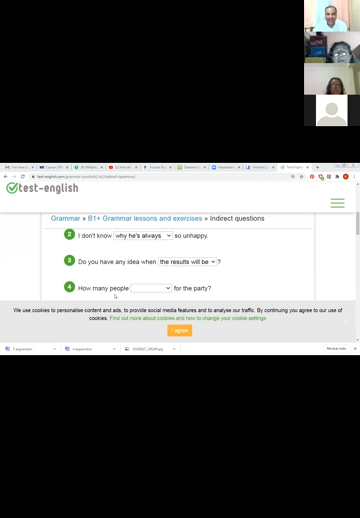 test-english
Grammar » B1+ Grammar lessons and exercises » Indirect questions
2 I don't know why he's always so unhappy.
3 Do you have any idea when the results will be ?
4 How many people for the party?
We use cookies to personalise content and ads, to provide social media features and to analyse our traffic. By continuing you agree to our use of
cookies. Find out more about cookies and how to change your cookie settings
I agree